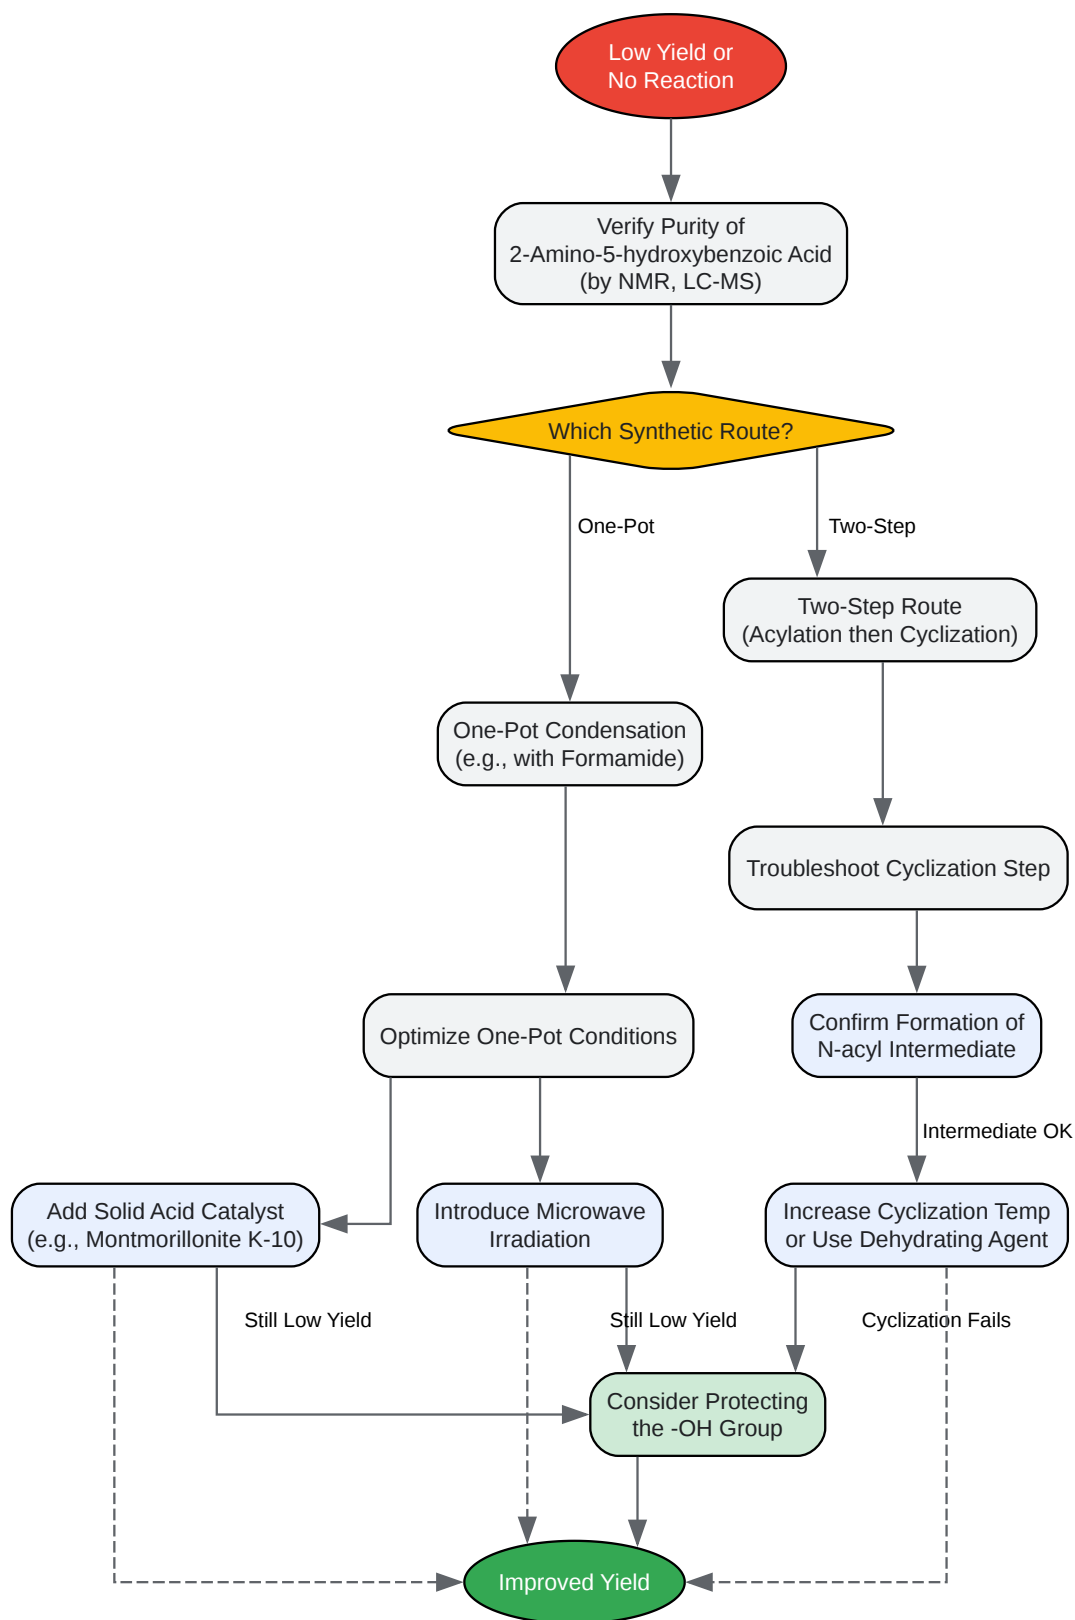 Low Yield or
No Reaction
Verify Purity of
2-Amino-5-hydroxybenzoic Acid
(by NMR, LC-MS)
Which Synthetic Route?
One-Pot
Two-Step
Two-Step Route
(Acylation then Cyclization)
One-Pot Condensation
(e.g., with Formamide)
Troubleshoot Cyclization Step
Optimize One-Pot Conditions
Confirm Formation of
N-acyl Intermediate
Intermediate OK
Add Solid Acid Catalyst
(e.g., Montmorillonite K-10)
Introduce Microwave
Irradiation
Increase Cyclization Temp
or Use Dehydrating Agent
Still Low Yield
Still Low Yield
Cyclization Fails
Consider Protecting
the -OH Group
Improved Yield